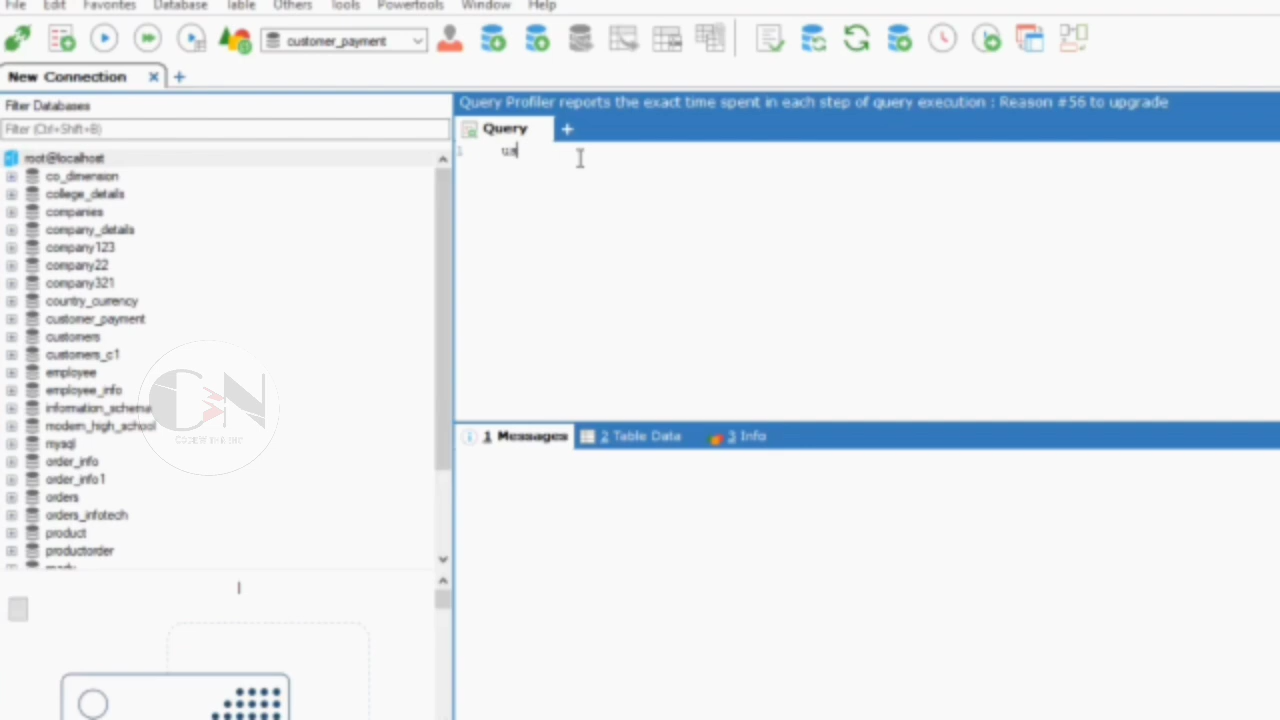 File Edit Favorites Database Table Others Tools Powertools Window Help
customer_payment
New Connection
Filter Databases
Filter (Ctrl+Shift+B)
root@localhost
co_dimension
college_details
companies
company_details
company123
company22
company321
country_currency
customer_payment
customers
customers_c1
employee
employee_info
information_schema
modern_high_school
mysql
order_info
order_info1
orders
orders_infotech
product
productorder
Query Profiler reports the exact time spent in each step of query execution : Reason #56 to upgrade
Query
1 us
1 Messages 2 Table Data 3 Info